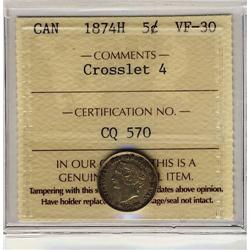 CAN 1874H 5¢ VF-30
COMMENTS
Crosslet 4
CERTIFICATION NO.
CQ 570
IN OUR THIS IS A
GENUIN L ITEM.
Tampering with this s dates above opinion.
Have holder replac age/seal not intact.